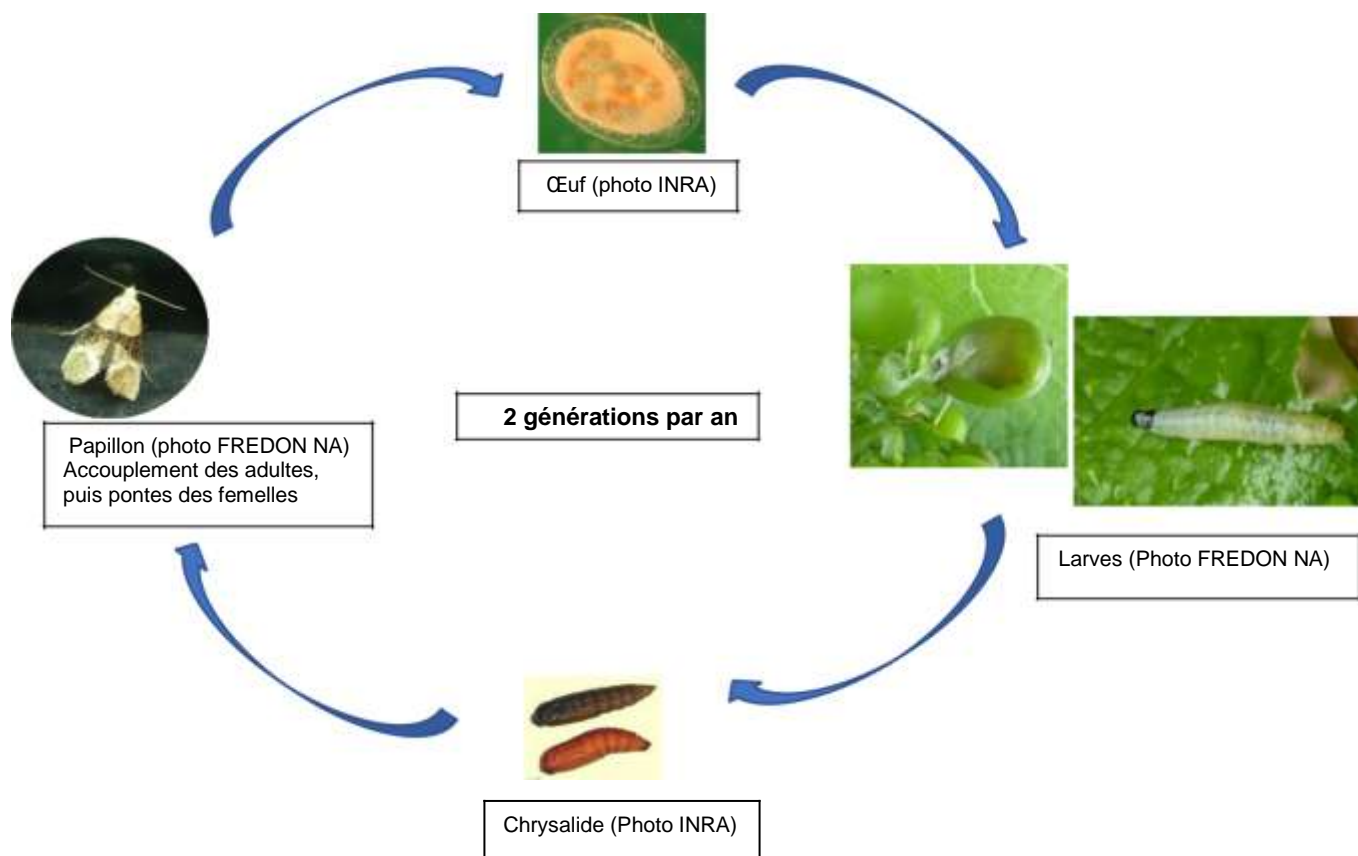 Œuf (photo INRA)
2 générations par an
Papillon (photo FREDON NA)
Accouplement des adultes,
puis pontes des femelles
Larves (Photo FREDON NA)
Chrysalide (Photo INRA)